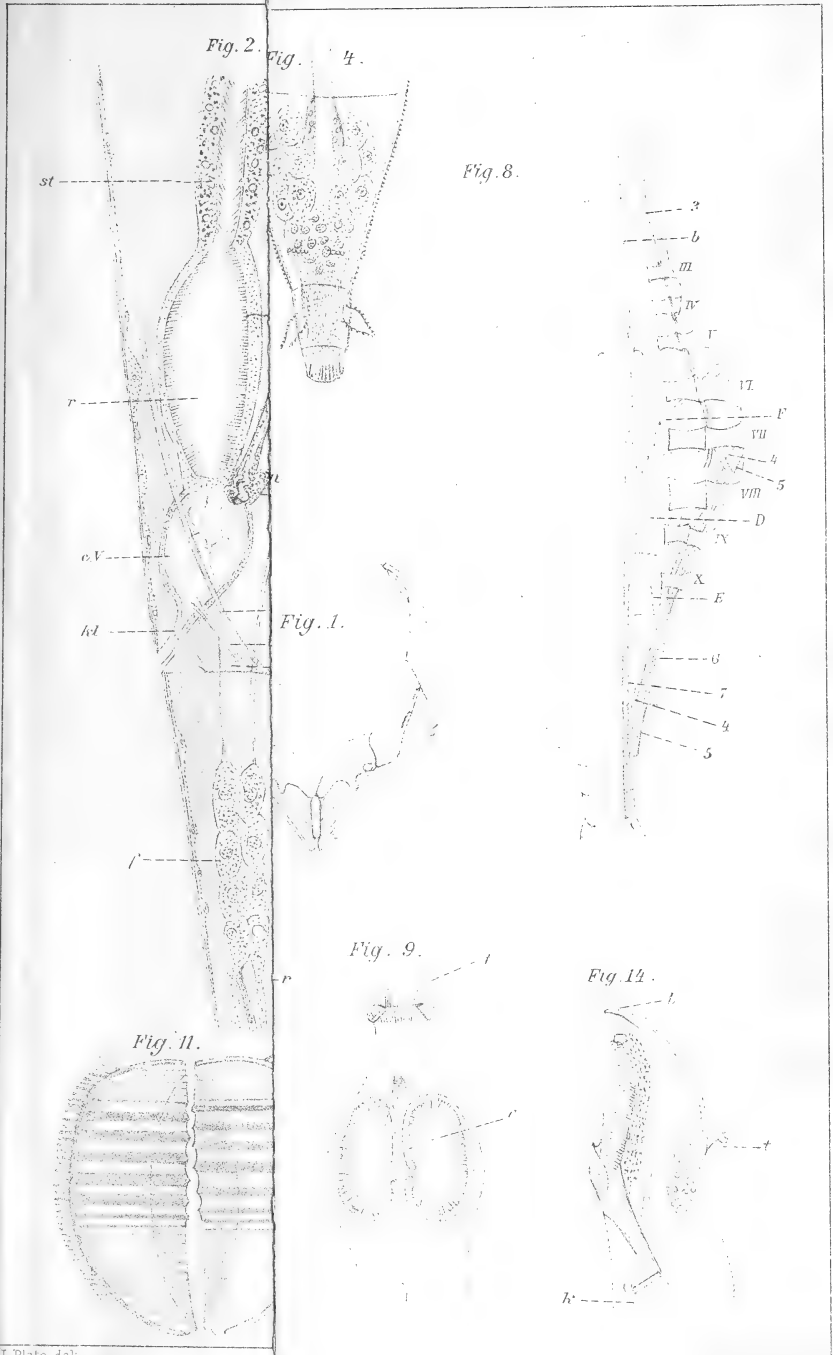 Fig. 2.
Fig. 4.
st
Fig. 8.
b
III
IV
V
VI
r
F
VII
4
5
VIII
D
IX
c.V
X
E
kl
Fig. 1.
6
7
4
5
f
Fig. 9.
r
Fig. 14.
Fig. 11.
t
k